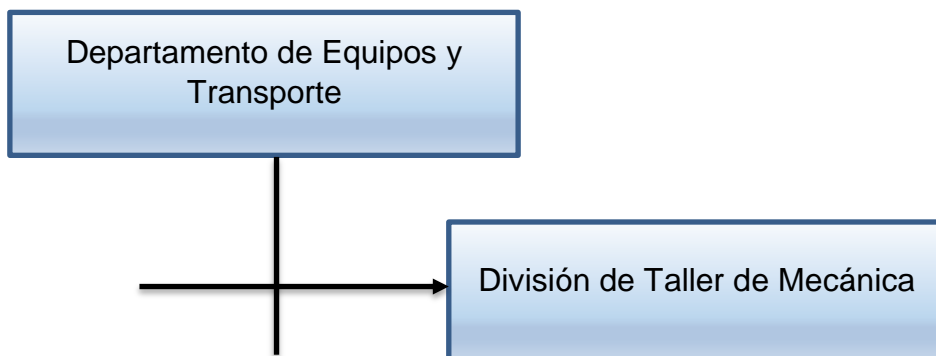 Departamento de Equipos y
Transporte
División de Taller de Mecánica